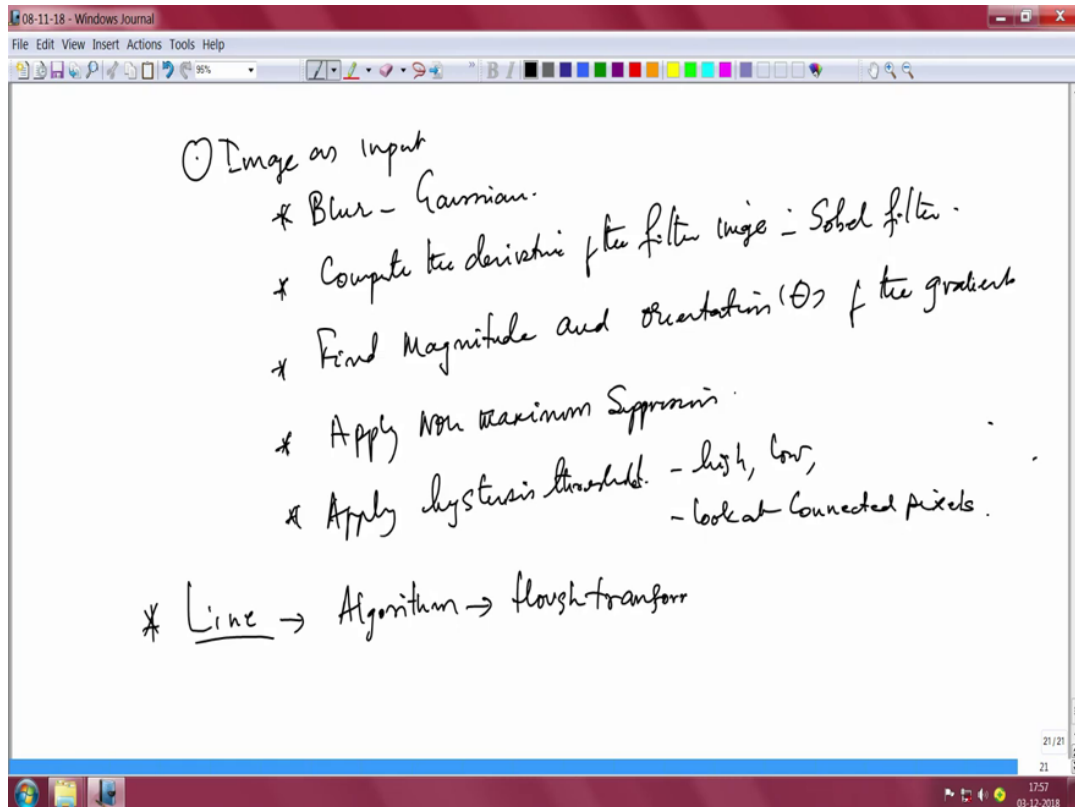 08-11-18 - Windows Journal
File Edit View Insert Actions Tools Help
95%
B I
Image as input
* Blur - Gaussian.
* Compute the derivative of the filter image - Sobel filter.
* Find Magnitude and orientation (θ) of the gradient
* Apply Non maximum Suppression.
* Apply hystersis threshold. - high, low,
- look at Connected pixels.
* Line → Algorithm → Hough transform
21/21
21
17:57
03-12-2018